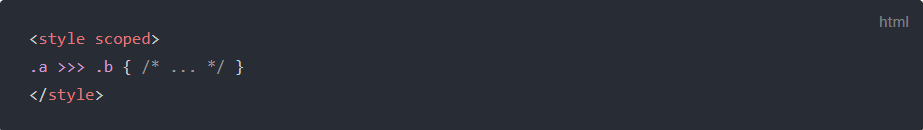 html
<style scoped>
.a >>> .b { /* ... */ }
</style>